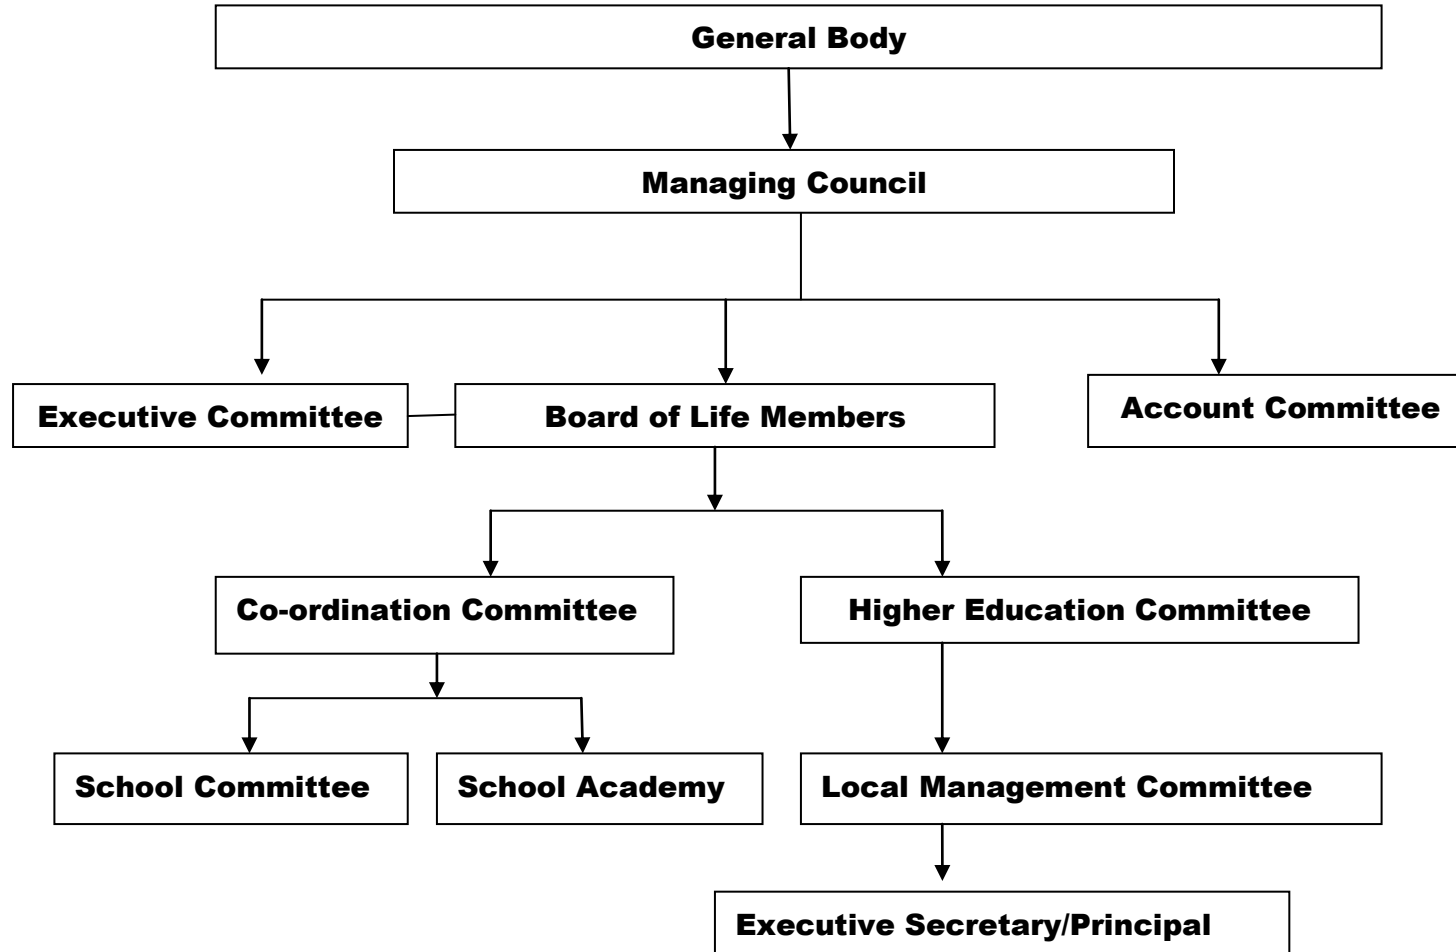 General Body
Managing Council
Executive Committee
Board of Life Members
Account Committee
Co-ordination Committee
Higher Education Committee
School Committee
School Academy
Local Management Committee
Executive Secretary/Principal